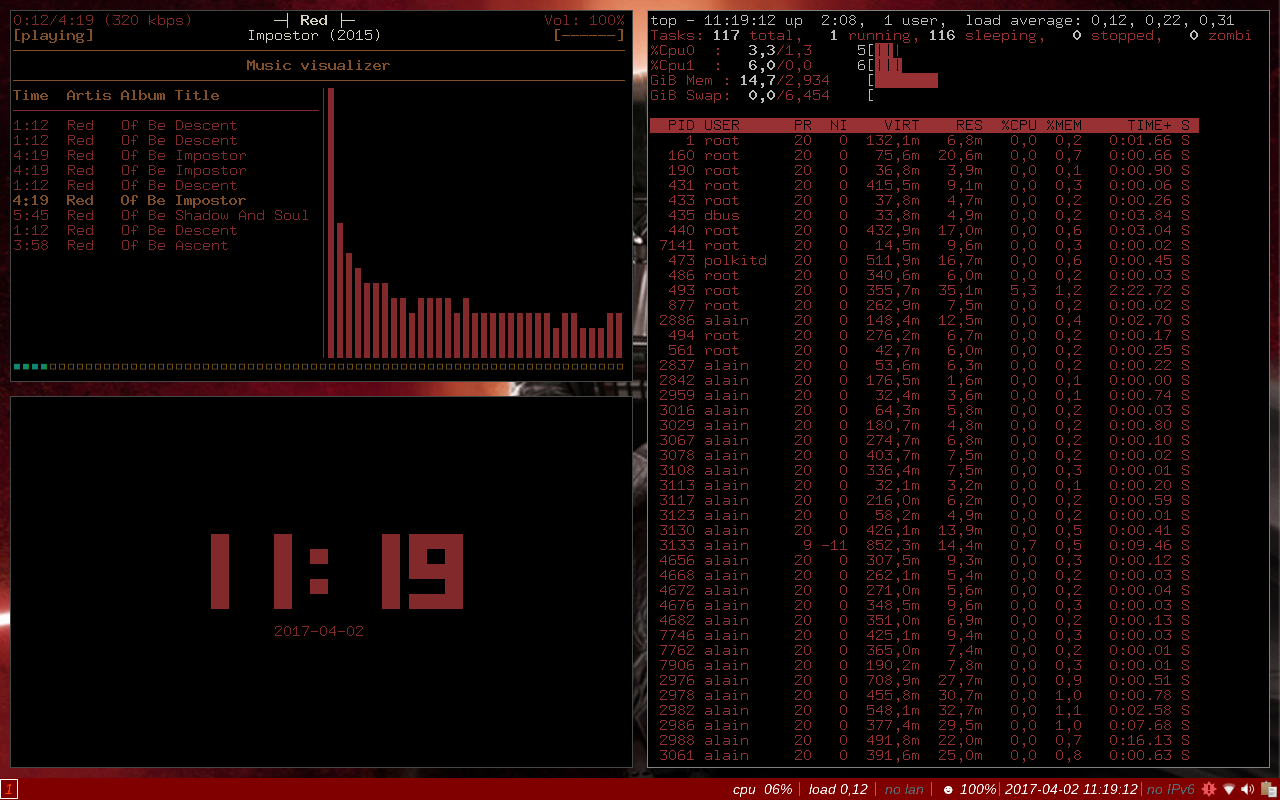 0:12/4:19 (320 kbps) ─┤ Red ├─ Vol: 100%
[playing] Impostor (2015) [------]
Music visualizer
Time Artis Album Title
1:12 Red Of Be Descent
1:12 Red Of Be Descent
4:19 Red Of Be Impostor
4:19 Red Of Be Impostor
1:12 Red Of Be Descent
4:19 Red Of Be Impostor
5:45 Red Of Be Shadow And Soul
1:12 Red Of Be Descent
3:58 Red Of Be Ascent
11:19
2017-04-02
top - 11:19:12 up 2:08, 1 user, load average: 0,12, 0,22, 0,31
Tasks: 117 total, 1 running, 116 sleeping, 0 stopped, 0 zombi
%Cpu0 : 3,3/1,3 5[||| |
%Cpu1 : 6,0/0,0 6[||||
GiB Mem : 14,7/2,934 [
GiB Swap: 0,0/6,454 [
PID USER PR NI VIRT RES %CPU %MEM TIME+ S
1 root 20 0 132,1m 6,8m 0,0 0,2 0:01.66 S
160 root 20 0 75,6m 20,6m 0,0 0,7 0:00.66 S
190 root 20 0 36,8m 3,9m 0,0 0,1 0:00.90 S
431 root 20 0 415,5m 9,1m 0,0 0,3 0:00.06 S
433 root 20 0 37,8m 4,7m 0,0 0,2 0:00.26 S
435 dbus 20 0 33,8m 4,9m 0,0 0,2 0:03.84 S
440 root 20 0 432,9m 17,0m 0,0 0,6 0:03.04 S
7141 root 20 0 14,5m 9,6m 0,0 0,3 0:00.02 S
473 polkitd 20 0 511,9m 16,7m 0,0 0,6 0:00.45 S
486 root 20 0 340,6m 6,0m 0,0 0,2 0:00.03 S
493 root 20 0 355,7m 35,1m 5,3 1,2 2:22.72 S
877 root 20 0 262,9m 7,5m 0,0 0,2 0:00.02 S
2886 alain 20 0 148,4m 12,5m 0,0 0,4 0:02.70 S
494 root 20 0 276,2m 6,7m 0,0 0,2 0:00.17 S
561 root 20 0 42,7m 6,0m 0,0 0,2 0:00.25 S
2837 alain 20 0 53,6m 6,3m 0,0 0,2 0:00.22 S
2842 alain 20 0 176,5m 1,6m 0,0 0,1 0:00.00 S
2959 alain 20 0 32,4m 3,6m 0,0 0,1 0:00.74 S
3016 alain 20 0 64,3m 5,8m 0,0 0,2 0:00.03 S
3029 alain 20 0 180,7m 4,8m 0,0 0,2 0:00.80 S
3067 alain 20 0 274,7m 6,8m 0,0 0,2 0:00.10 S
3078 alain 20 0 403,7m 7,5m 0,0 0,2 0:00.02 S
3108 alain 20 0 336,4m 7,5m 0,0 0,3 0:00.01 S
3113 alain 20 0 32,1m 3,2m 0,0 0,1 0:00.20 S
3117 alain 20 0 216,0m 6,2m 0,0 0,2 0:00.59 S
3123 alain 20 0 58,2m 4,9m 0,0 0,2 0:00.01 S
3130 alain 20 0 426,1m 13,9m 0,0 0,5 0:00.41 S
3133 alain 9 -11 852,3m 14,4m 0,7 0,5 0:09.46 S
4656 alain 20 0 307,5m 9,3m 0,0 0,3 0:00.12 S
4668 alain 20 0 262,1m 5,4m 0,0 0,2 0:00.03 S
4672 alain 20 0 271,0m 5,6m 0,0 0,2 0:00.04 S
4676 alain 20 0 348,5m 9,6m 0,0 0,3 0:00.03 S
4682 alain 20 0 351,0m 6,9m 0,0 0,2 0:00.13 S
7746 alain 20 0 425,1m 9,4m 0,0 0,3 0:00.03 S
7762 alain 20 0 365,0m 7,4m 0,0 0,2 0:00.01 S
7906 alain 20 0 190,2m 7,8m 0,0 0,3 0:00.01 S
2976 alain 20 0 708,9m 27,7m 0,0 0,9 0:00.51 S
2978 alain 20 0 455,8m 30,7m 0,0 1,0 0:00.78 S
2982 alain 20 0 548,1m 32,7m 0,0 1,1 0:02.58 S
2986 alain 20 0 377,4m 29,5m 0,0 1,0 0:07.68 S
2988 alain 20 0 491,8m 22,0m 0,0 0,7 0:16.13 S
3061 alain 20 0 391,6m 25,0m 0,0 0,8 0:00.63 S
1 cpu 06% | load 0,12 | no lan | ☻ 100% | 2017-04-02 11:19:12 | no IPv6